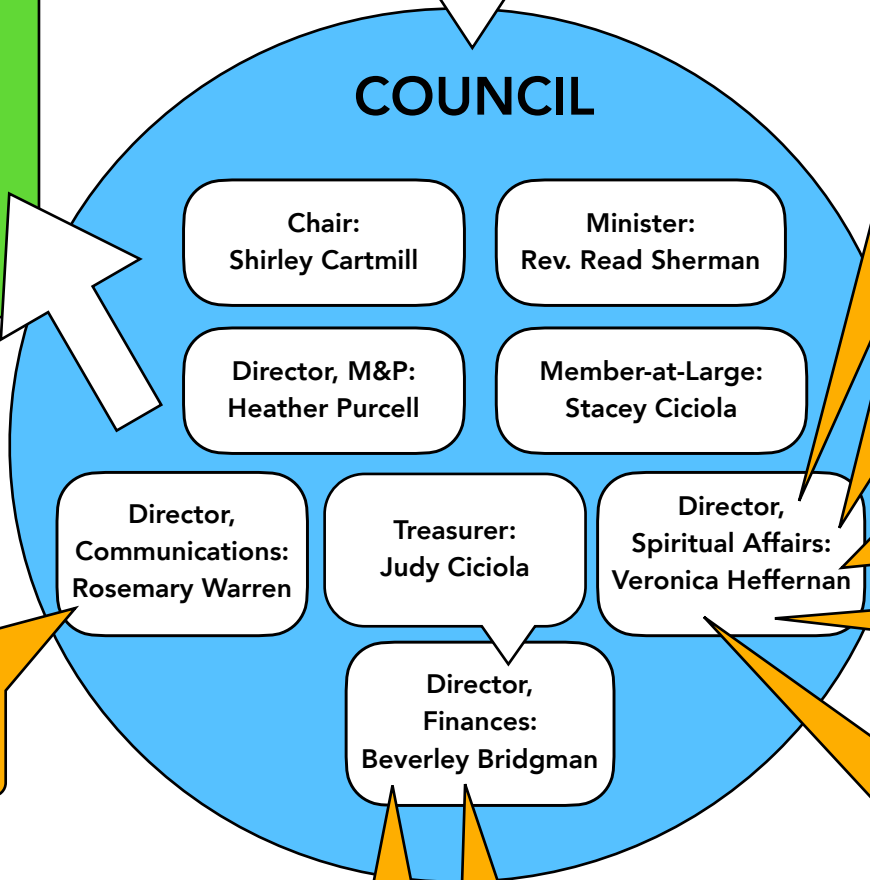 COUNCIL
Chair:
Shirley Cartmill
Minister:
Rev. Read Sherman
Director, M&P:
Heather Purcell
Member-at-Large:
Stacey Ciciola
Director,
Communications:
Rosemary Warren
Treasurer:
Judy Ciciola
Director,
Spiritual Affairs:
Veronica Heffernan
Director,
Finances:
Beverley Bridgman